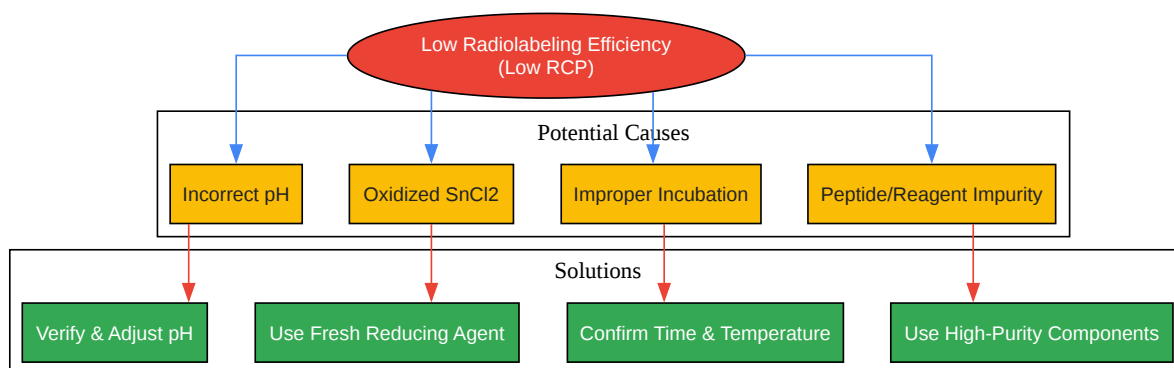 Low Radiolabeling Efficiency
(Low RCP)
Potential Causes
Incorrect pH
Oxidized SnCl2
Improper Incubation
Peptide/Reagent Impurity
Solutions
Verify & Adjust pH
Use Fresh Reducing Agent
Confirm Time & Temperature
Use High-Purity Components